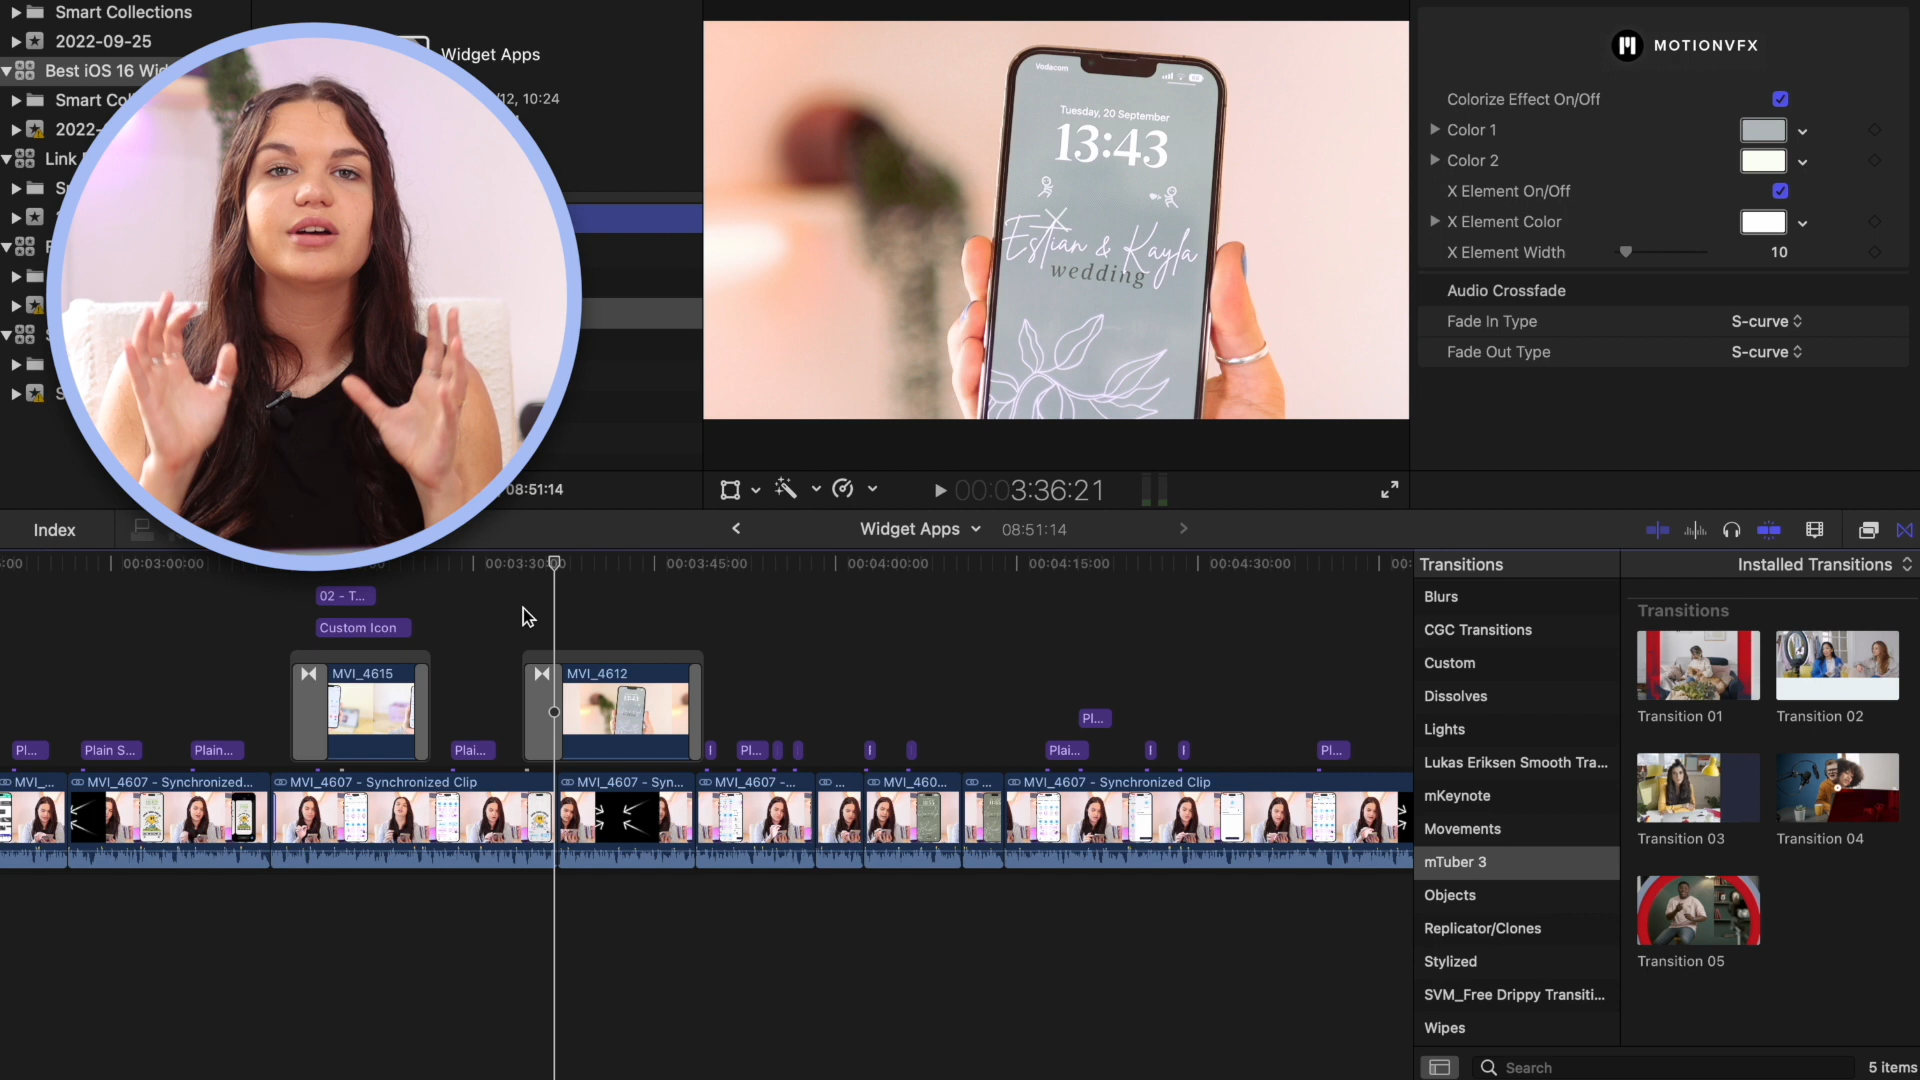 Smart Collections
2022-09-25
Best iOS 16 Wid
Smart Col
2022-
Link
Widget Apps
/12, 10:24
08:51:14
Vodacom
Tuesday, 20 September
13:43
Estian & Kayla
wedding
MOTIONVFX
Colorize Effect On/Off
Color 1
Color 2
X Element On/Off
X Element Color
X Element Width 10
Audio Crossfade
Fade In Type S-curve
Fade Out Type S-curve
00:03:36:21
Index
Widget Apps 08:51:14
00:03:00:00
00:03:30:00
00:03:45:00
00:04:00:00
00:04:15:00
00:04:30:00
00:
02 - T...
Custom Icon
MVI_4615
MVI_4612
Pl...
Pl...
Plain S...
Plain...
Plai...
Pl...
Plai...
Pl...
MVI_...
MVI_4607 - Synchronized...
MVI_4607 - Synchronized Clip
MVI_4607 - Syn...
MVI_4607 -...
...
MVI_460...
...
MVI_4607 - Synchronized Clip
Transitions
Blurs
CGC Transitions
Custom
Dissolves
Lights
Lukas Eriksen Smooth Tra...
mKeynote
Movements
mTuber 3
Objects
Replicator/Clones
Stylized
SVM_Free Drippy Transiti...
Wipes
Installed Transitions
Transitions
Transition 01
Transition 02
Transition 03
Transition 04
Transition 05
Search
5 items